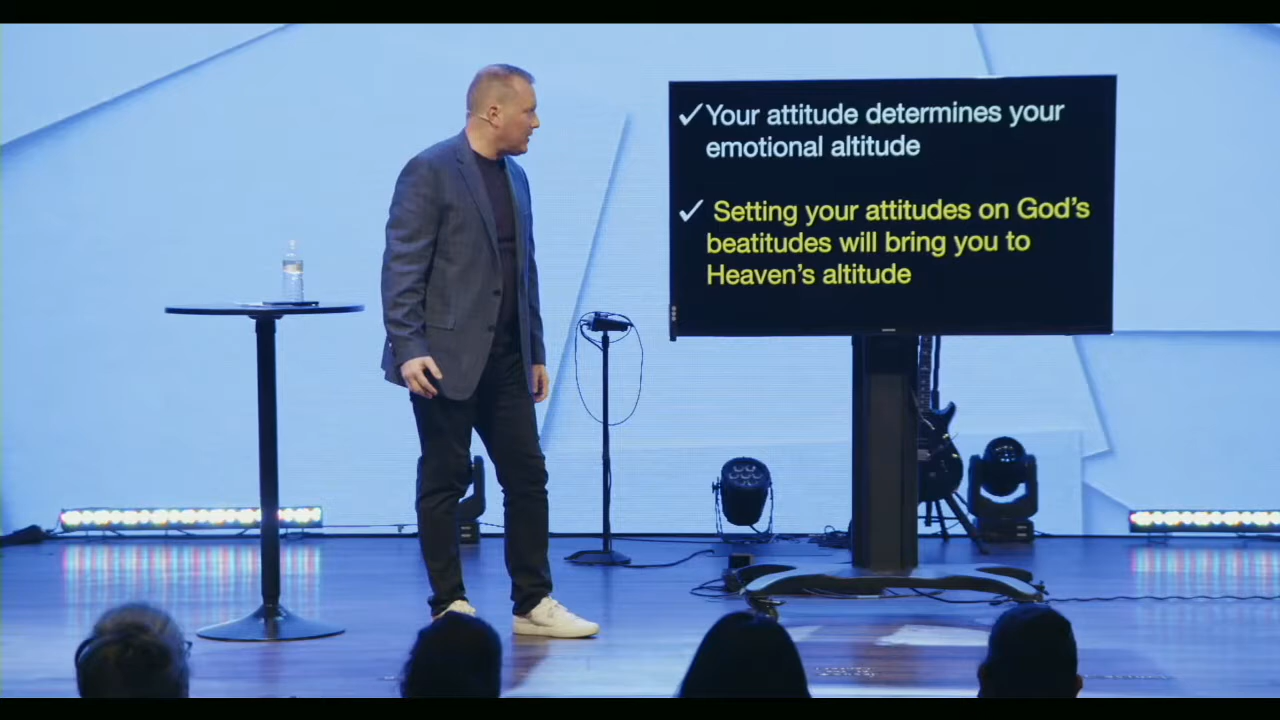 ✓Your attitude determines your
emotional altitude
✓ Setting your attitudes on God's
beatitudes will bring you to
Heaven's altitude